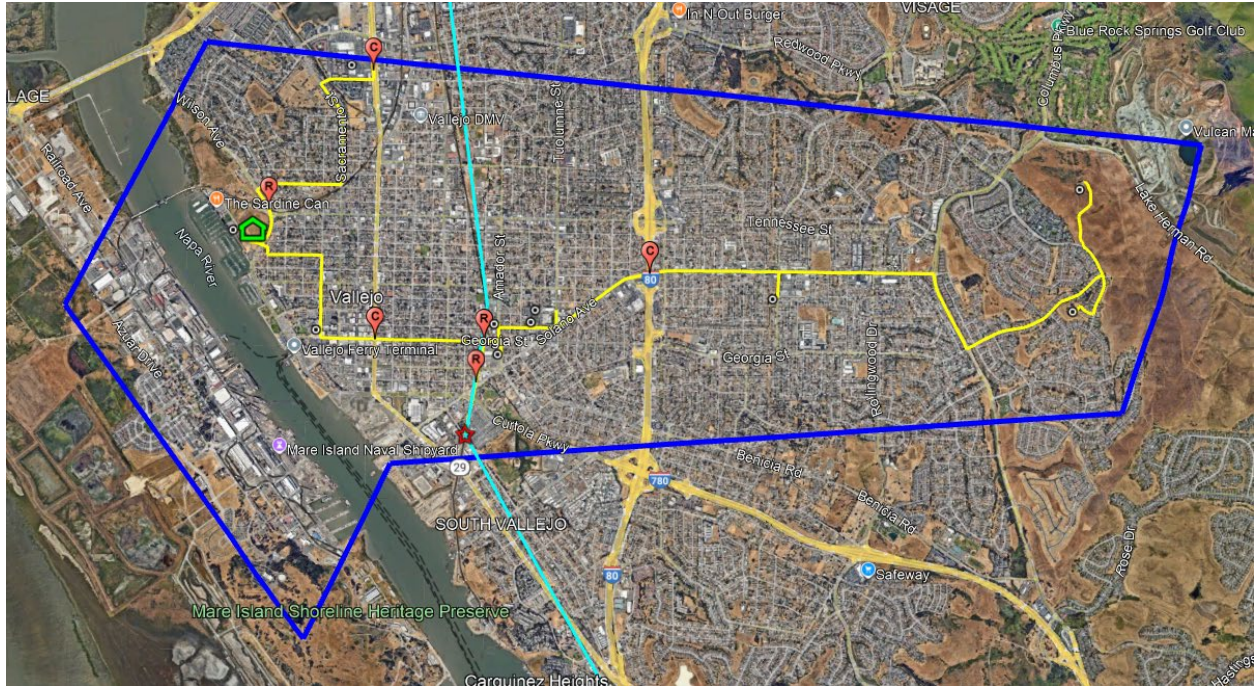 In N Out Burger
VISAGE
Blue Rock Springs Golf Club
C
Redwood Pkwy
Columbus Pkwy
LAGE
Wilson Ave
Sacramento St
Vallejo DMV
Tuolumne St
Vulcan Ma
Railroad Ave
R
The Sardine Can
Lake Herman Rd
Napa River
Tennessee St
Amador St
C
80
Vallejo
C
R
Solano Ave
Georgia St
Azuar Drive
Vallejo Ferry Terminal
Georgia St
Rollingwood Dr
R
Curtola Pkwy
Mare Island Naval Shipyard
29
Benicia Rd
780
Benicia Rd
SOUTH VALLEJO
Rose Dr
80
Safeway
Mare Island Shoreline Heritage Preserve
Carquinez Heights
Hastings